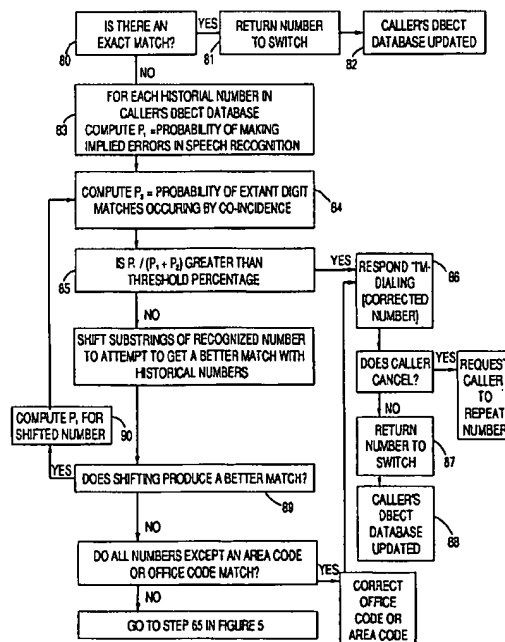 IS THERE AN
EXACT MATCH?
80
YES
RETURN NUMBER
TO SWITCH
81
CALLER'S DBECT
DATABASE UPDATED
82
NO
FOR EACH HISTORIAL NUMBER IN
CALLER'S DBECT DATABASE
COMPUTE P₁ =PROBABILITY OF MAKING
IMPLIED ERRORS IN SPEECH RECOGNITION
83
COMPUTE P₂ = PROBABILITY OF EXTANT DIGIT
MATCHES OCCURING BY CO-INCIDENCE
84
IS P / (P₁ + P₂) GREATER THAN
THRESHOLD PERCENTAGE
85
YES
RESPOND "I'M-
DIALING
[CORRECTED
NUMBER]
86
NO
SHIFT SUBSTRINGS OF RECOGNIZED NUMBER
TO ATTEMPT TO GET A BETTER MATCH WITH
HISTORICAL NUMBERS
DOES CALLER
CANCEL?
YES
REQUEST
CALLER
TO
REPEAT
NUMBER
NO
RETURN
NUMBER TO
SWITCH
87
COMPUTE P₁ FOR
SHIFTED NUMBER
90
YES
DOES SHIFTING PRODUCE A BETTER MATCH?
89
CALLER'S
DBECT
DATABASE
UPDATED
88
NO
DO ALL NUMBERS EXCEPT AN AREA CODE
OR OFFICE CODE MATCH?
YES
CORRECT
OFFICE
CODE OR
AREA CODE
NO
GO TO STEP 65 IN FIGURE 5